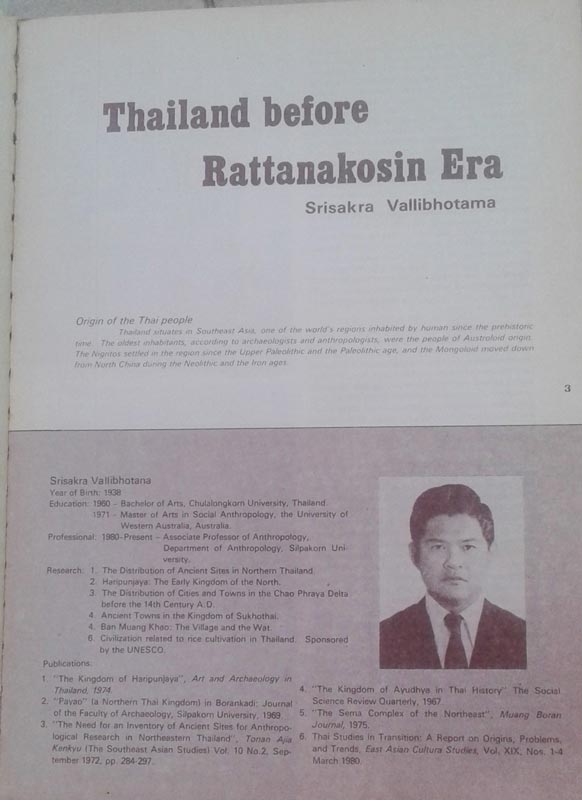 Thailand before
Rattanakosin Era
Srisakra Vallibhotama
Origin of the Thai people
Thailand situates in Southeast Asia, one of the world's regions inhabited by human since the prehistoric
time. The oldest inhabitants, according to archaeologists and anthropologists, were the people of Austroloid origin.
The Nigritos settled in the region since the Upper Paleolithic and the Paleolithic age, and the Mongoloid moved down
from North China during the Neolithic and the Iron ages.
3
Srisakra Vallibhotana
Year of Birth: 1938
Education: 1960 - Bachelor of Arts, Chulalongkorn University, Thailand.
1971 - Master of Arts in Social Anthropology, the University of
Western Australia, Australia.
Professional: 1980-Present - Associate Professor of Anthropology,
Department of Anthropology, Silpakorn Uni-
versity.
Research: 1. The Distribution of Ancient Sites in Northern Thailand.
2. Haripunjaya: The Early Kingdom of the North.
3. The Distribution of Cities and Towns in the Chao Phraya Delta
before the 14th Century A.D.
4. Ancient Towns in the Kingdom of Sukhothai.
4. Ban Muang Khao: The Village and the Wat.
6. Civilization related to rice cultivation in Thailand. Sponsored
by the UNESCO.
Publications.
1. "The Kingdom of Haripunjaya", Art and Archaeology in
Thailand, 1974.
2. "Payao" (a Northern Thai Kingdom) in Borankadi: Journal
of the Faculty of Archaeology, Silpakorn University, 1969.
3. "The Need for an Inventory of Ancient Sites for Anthropo-
logical Research in Northeastern Thailand", Tonan Ajia
Kenkyu (The Southeast Asian Studies) Vol. 10 No.2, Sep-
tember 1972, pp. 284-297.
4. "The Kingdom of Ayudhya in Thai History" The Social
Science Review Quarterly, 1967.
5. "The Sema Complex of the Northeast", Muang Boran
Journal, 1975.
6. Thai Studies in Transition: A Report on Origins, Problems,
and Trends, East Asian Cultura Studies, Vol. XIX, Nos. 1-4
March 1980.